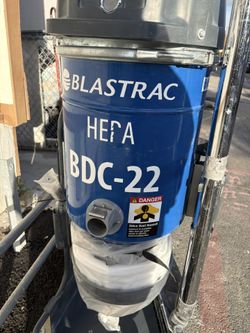 BLASTRAC
HEPA
BDC-22
DANGER